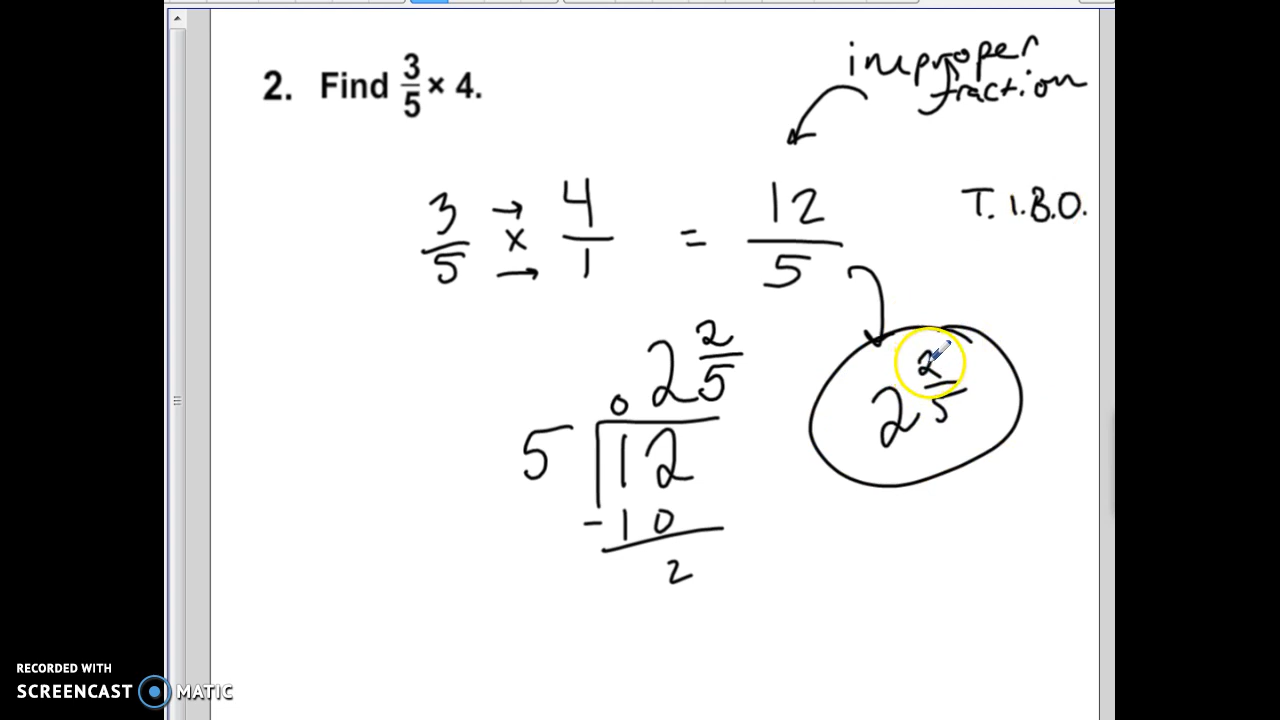 2. Find 3/5 × 4.
improper
fraction
T. I.B.O.
3/5 × 4/1 = 12/5
0 2 2/5
5 12
- 10
2
2 2/5
RECORDED WITH
SCREENCAST MATIC